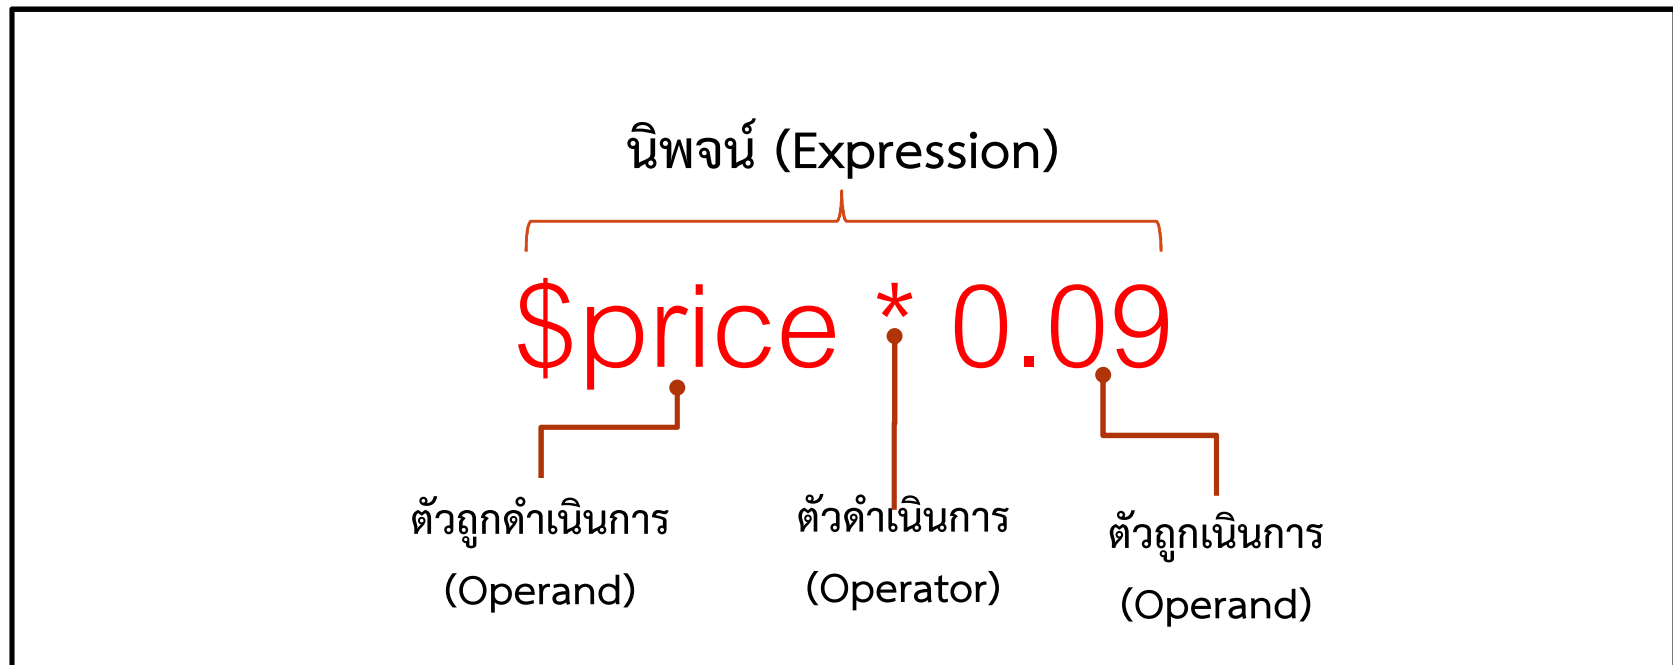 นิพจน์ (Expression)
$price * 0.09
ตัวถูกดำเนินการ
(Operand)
ตัวดำเนินการ
(Operator)
ตัวถูกเนินการ
(Operand)